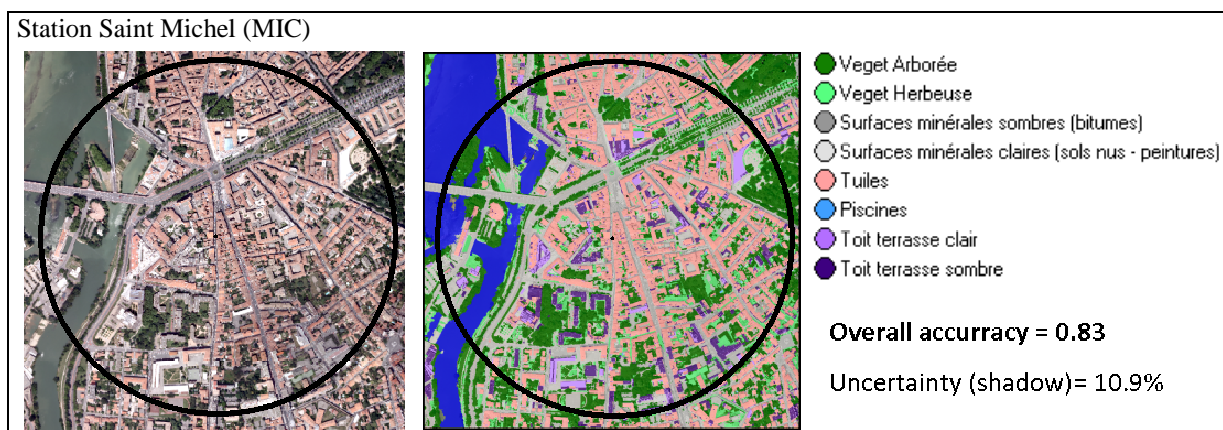 Station Saint Michel (MIC)
Veget Arborée
Veget Herbeuse
Surfaces minérales sombres (bitumes)
Surfaces minérales claires (sols nus - peintures)
Tuiles
Piscines
Toit terrasse clair
Toit terrasse sombre
Overall accurracy = 0.83
Uncertainty (shadow)= 10.9%